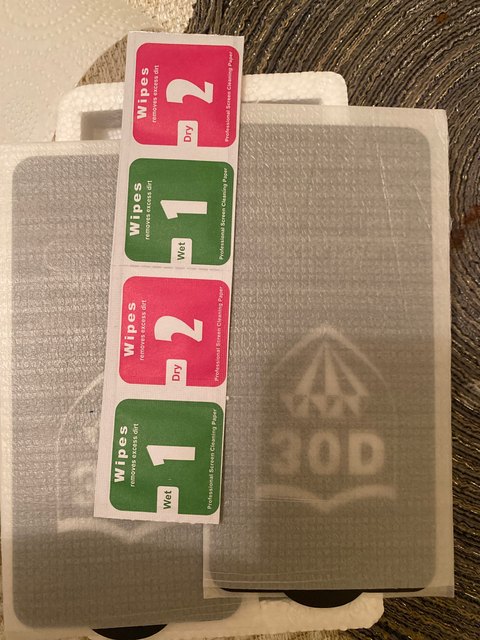 Wipes
removes excess dirt
2
Dry
Professional Screen Cleaning Paper
Wipes
removes excess dirt
1
Wet
Professional Screen Cleaning Paper
Wipes
removes excess dirt
2
Dry
Professional Screen Cleaning Paper
Wipes
removes excess dirt
1
Wet
Professional Screen Cleaning Paper
0D